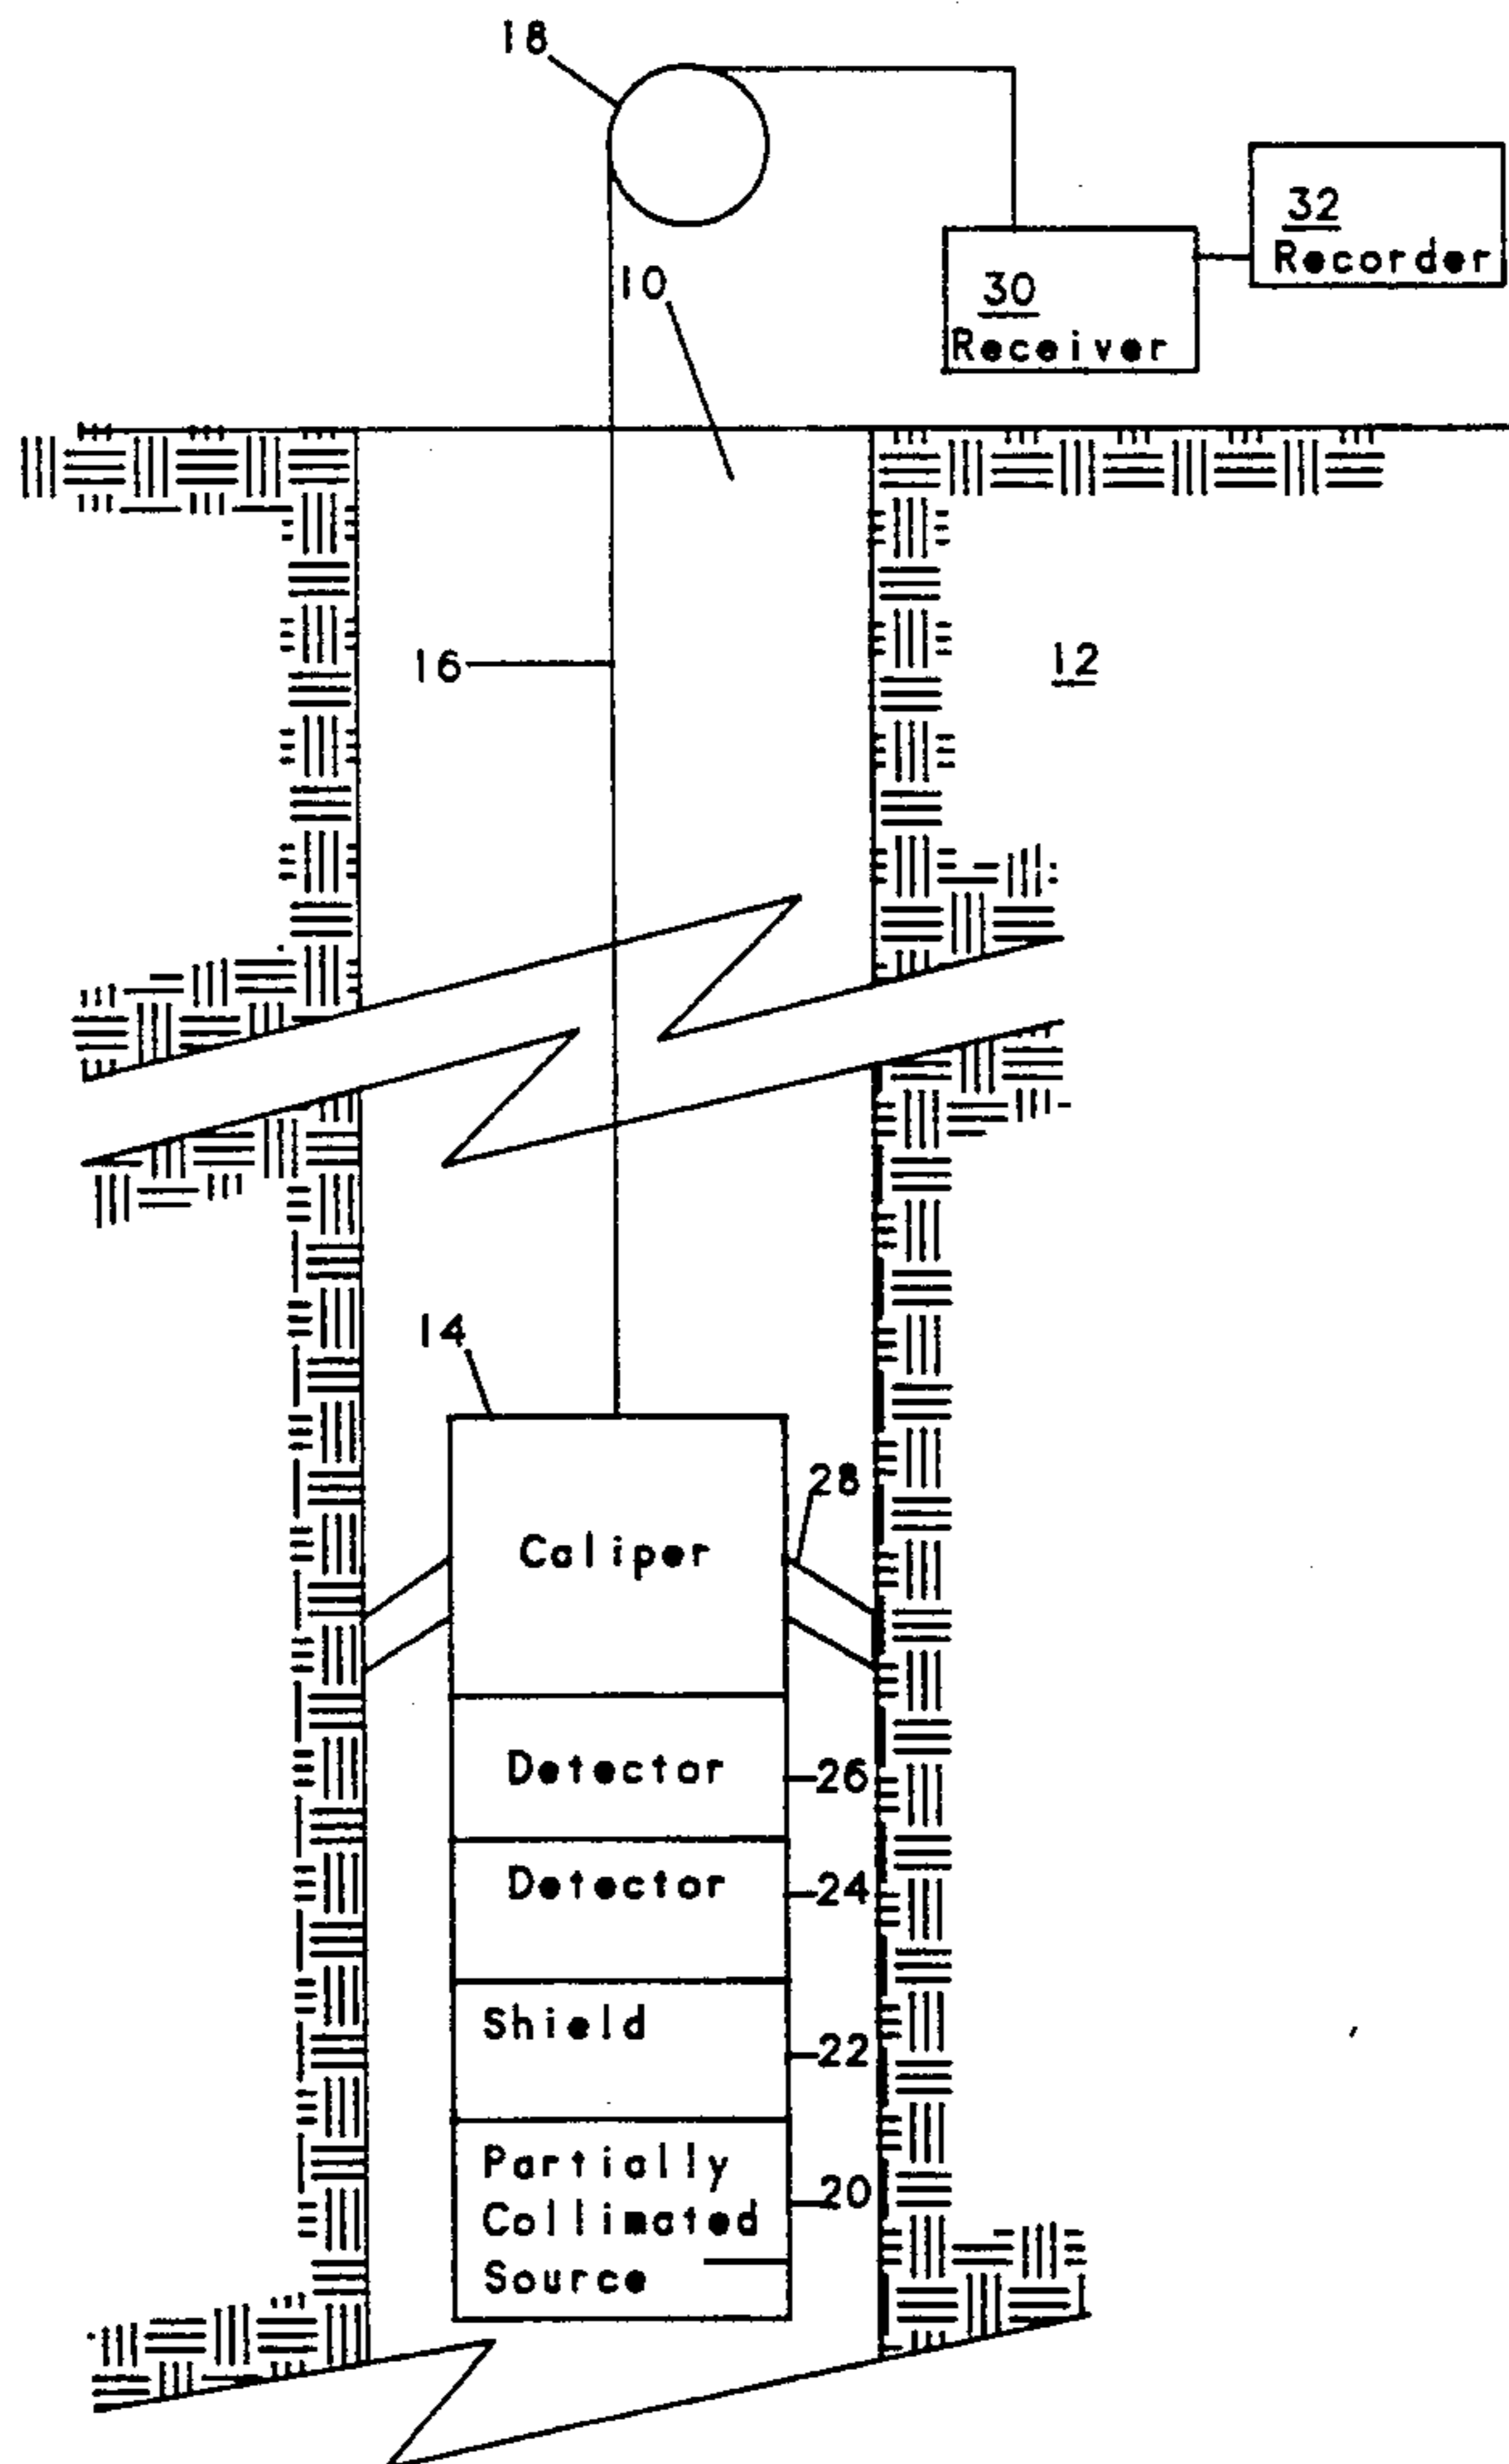 18
32
Recorder
10
30
Receiver
16
12
14
28
Caliper
Detector
26
Detector
24
Shield
22
Partially
Collimated
Source
20